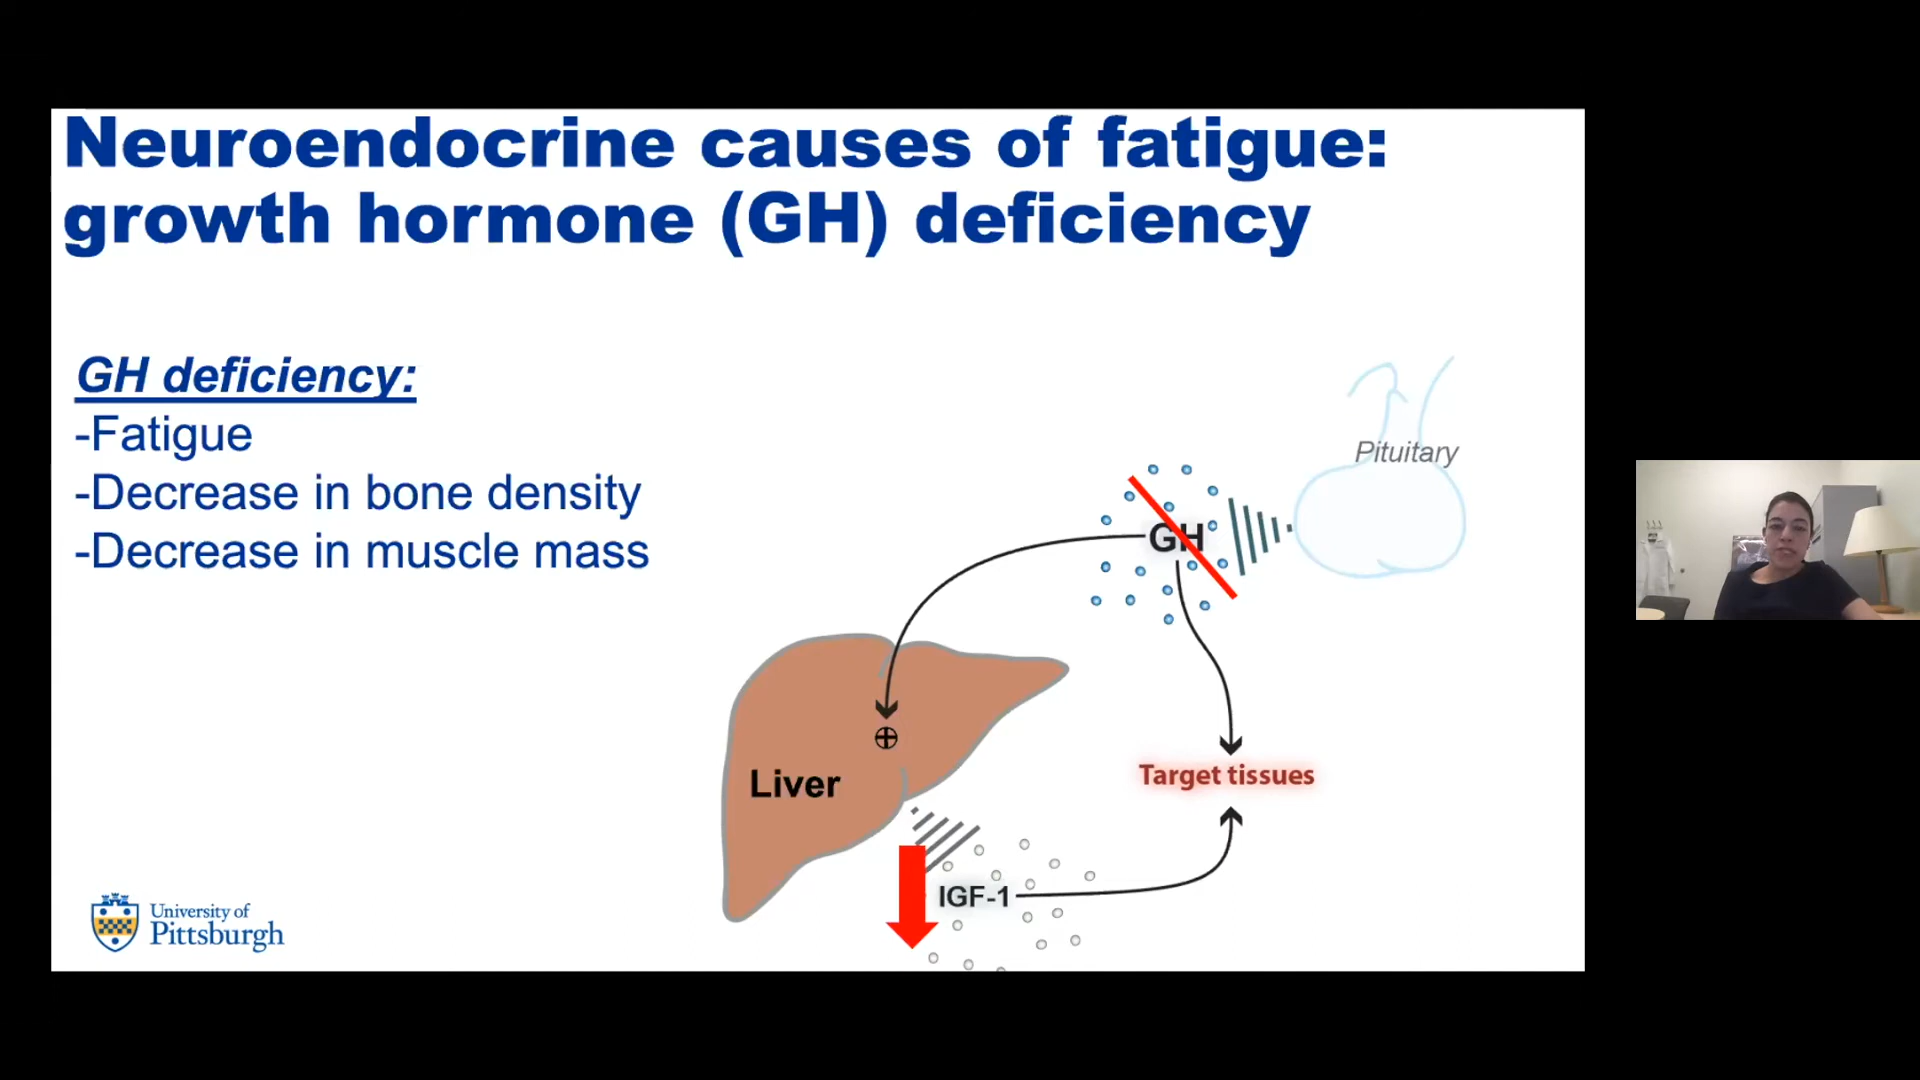 Neuroendocrine causes of fatigue:
growth hormone (GH) deficiency
GH deficiency:
-Fatigue
-Decrease in bone density
-Decrease in muscle mass
Pituitary
GH
Liver
Target tissues
IGF-1
University of
Pittsburgh